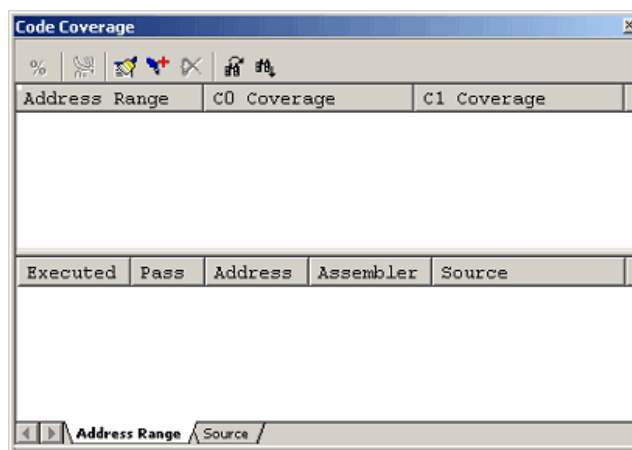 Code Coverage
%
Address Range C0 Coverage C1 Coverage
Executed Pass Address Assembler Source
Address Range Source